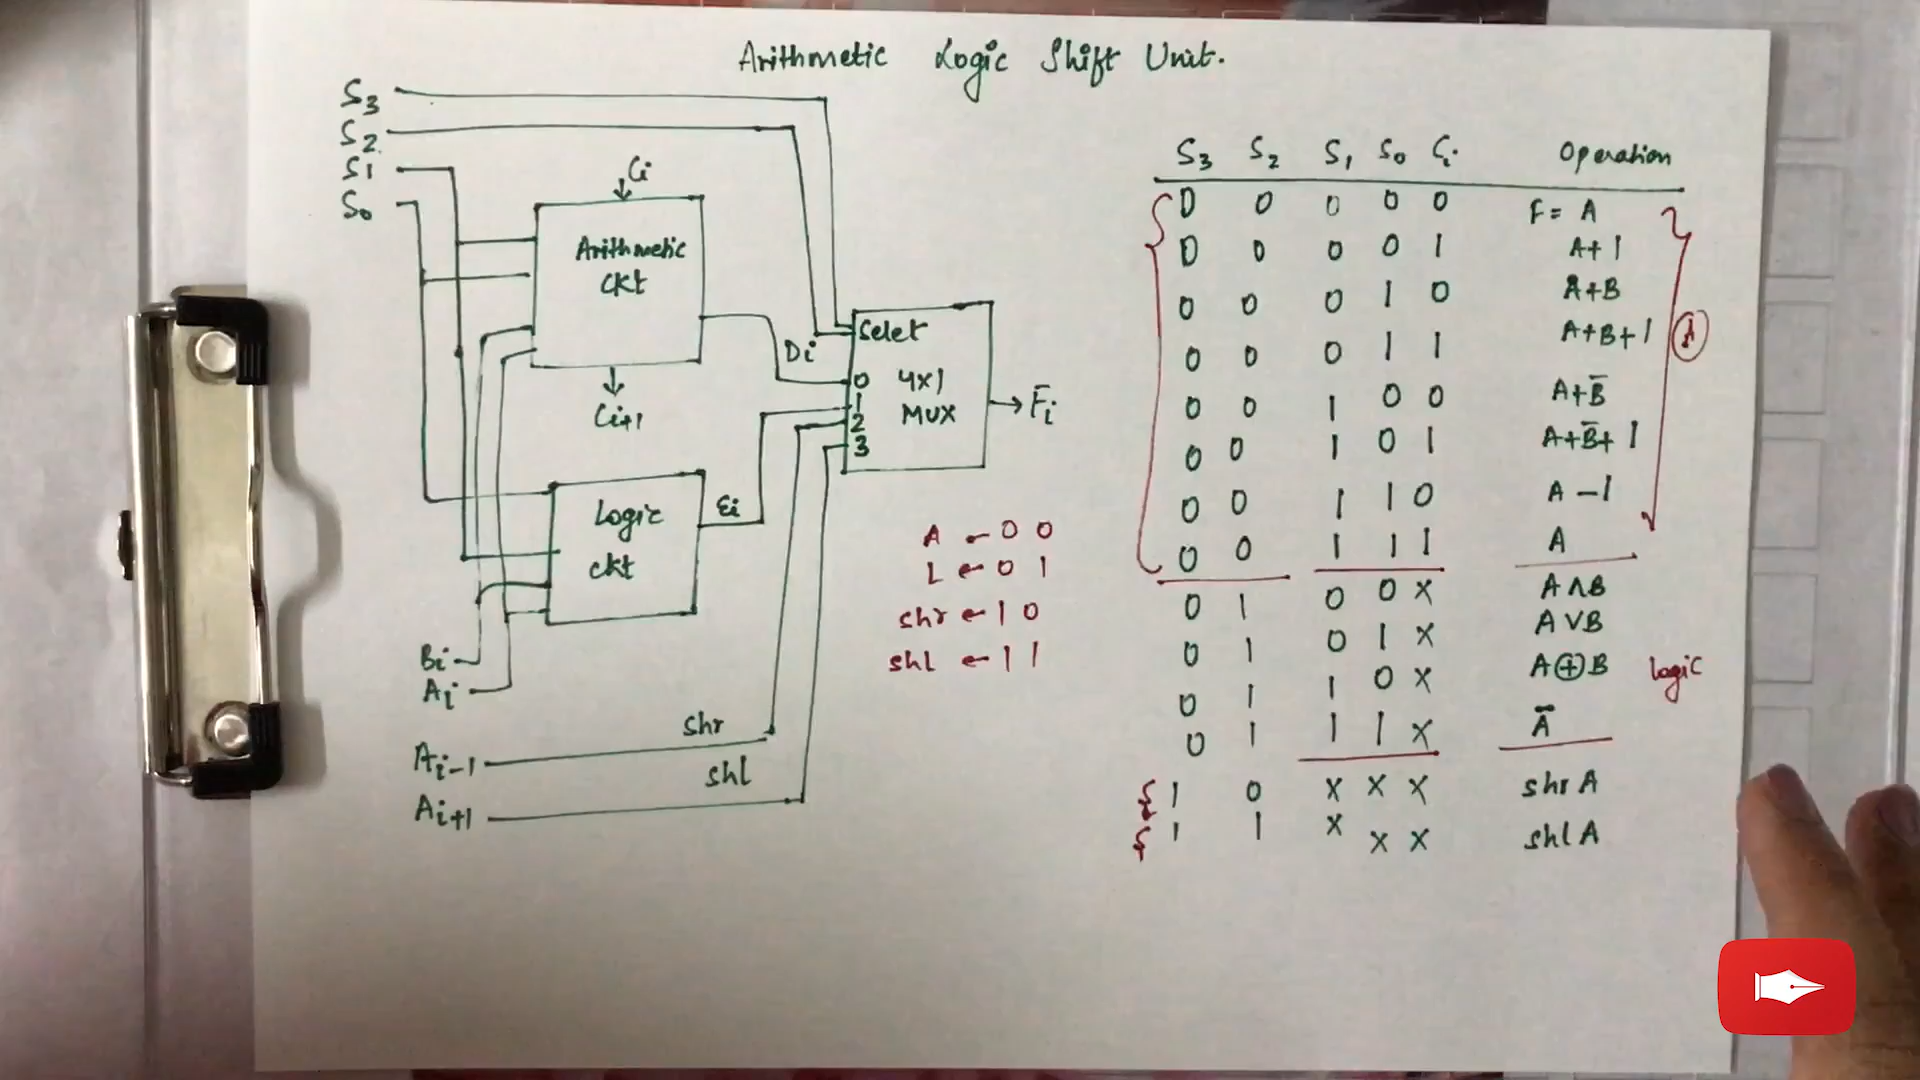 Arithmetic Logic Shift Unit.
S3
S2
S1
S0
Ci
Arithmetic
Ckt
Ci+1
Di
Selet
0
1
2
3
4x1
MUX
Fi
Logic
ckt
Ei
Bi
Ai
Ai-1 shr
Ai+1 shl
A ← 0 0
L ← 0 1
shr ← 1 0
shl ← 1 1
S3 S2 S1 S0 Ci Operation
0 0 0 0 0 F = A
0 0 0 0 1 A+1
0 0 0 1 0 A+B
0 0 0 1 1 A+B+1
A
0 0 1 0 0 A+B̄
0 0 1 0 1 A+B̄+1
0 0 1 1 0 A-1
0 0 1 1 1 A
0 1 0 0 x A∧B
0 1 0 1 x A∨B
0 1 1 0 x A⊕B
logic
0 1 1 1 x Ā
1 0 x x x shr A
1 1 x x x shl A